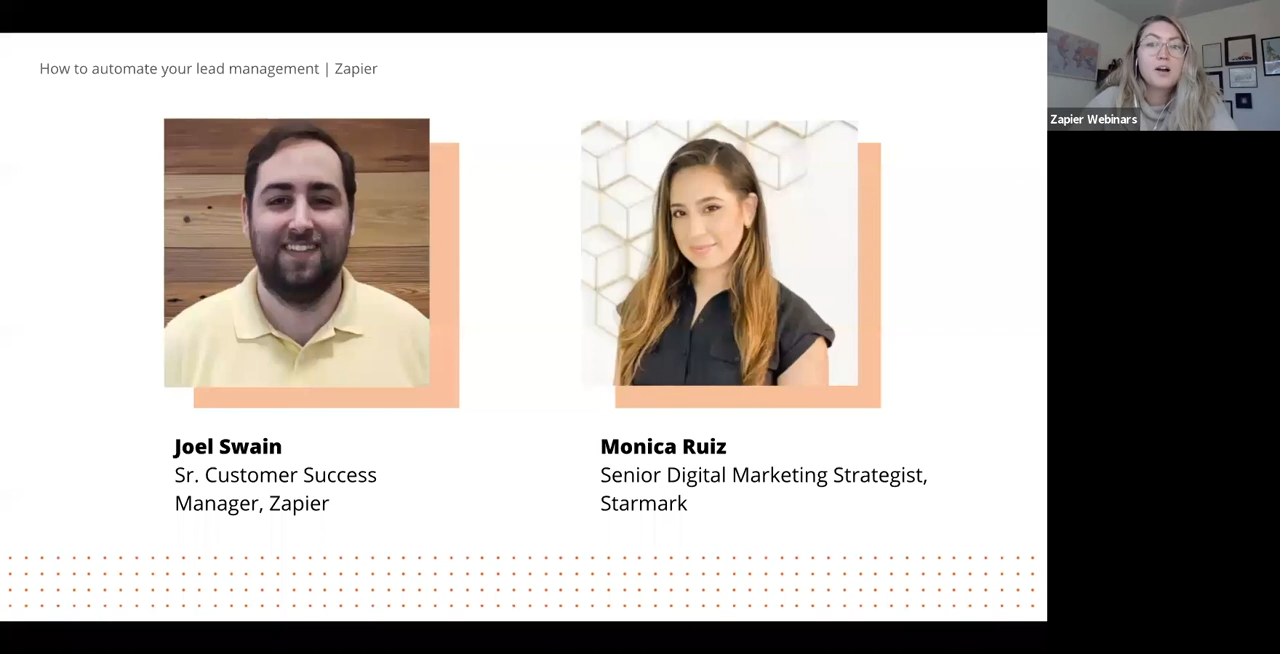 How to automate your lead management | Zapier
Zapier Webinars
Joel Swain
Sr. Customer Success
Manager, Zapier
Monica Ruiz
Senior Digital Marketing Strategist,
Starmark